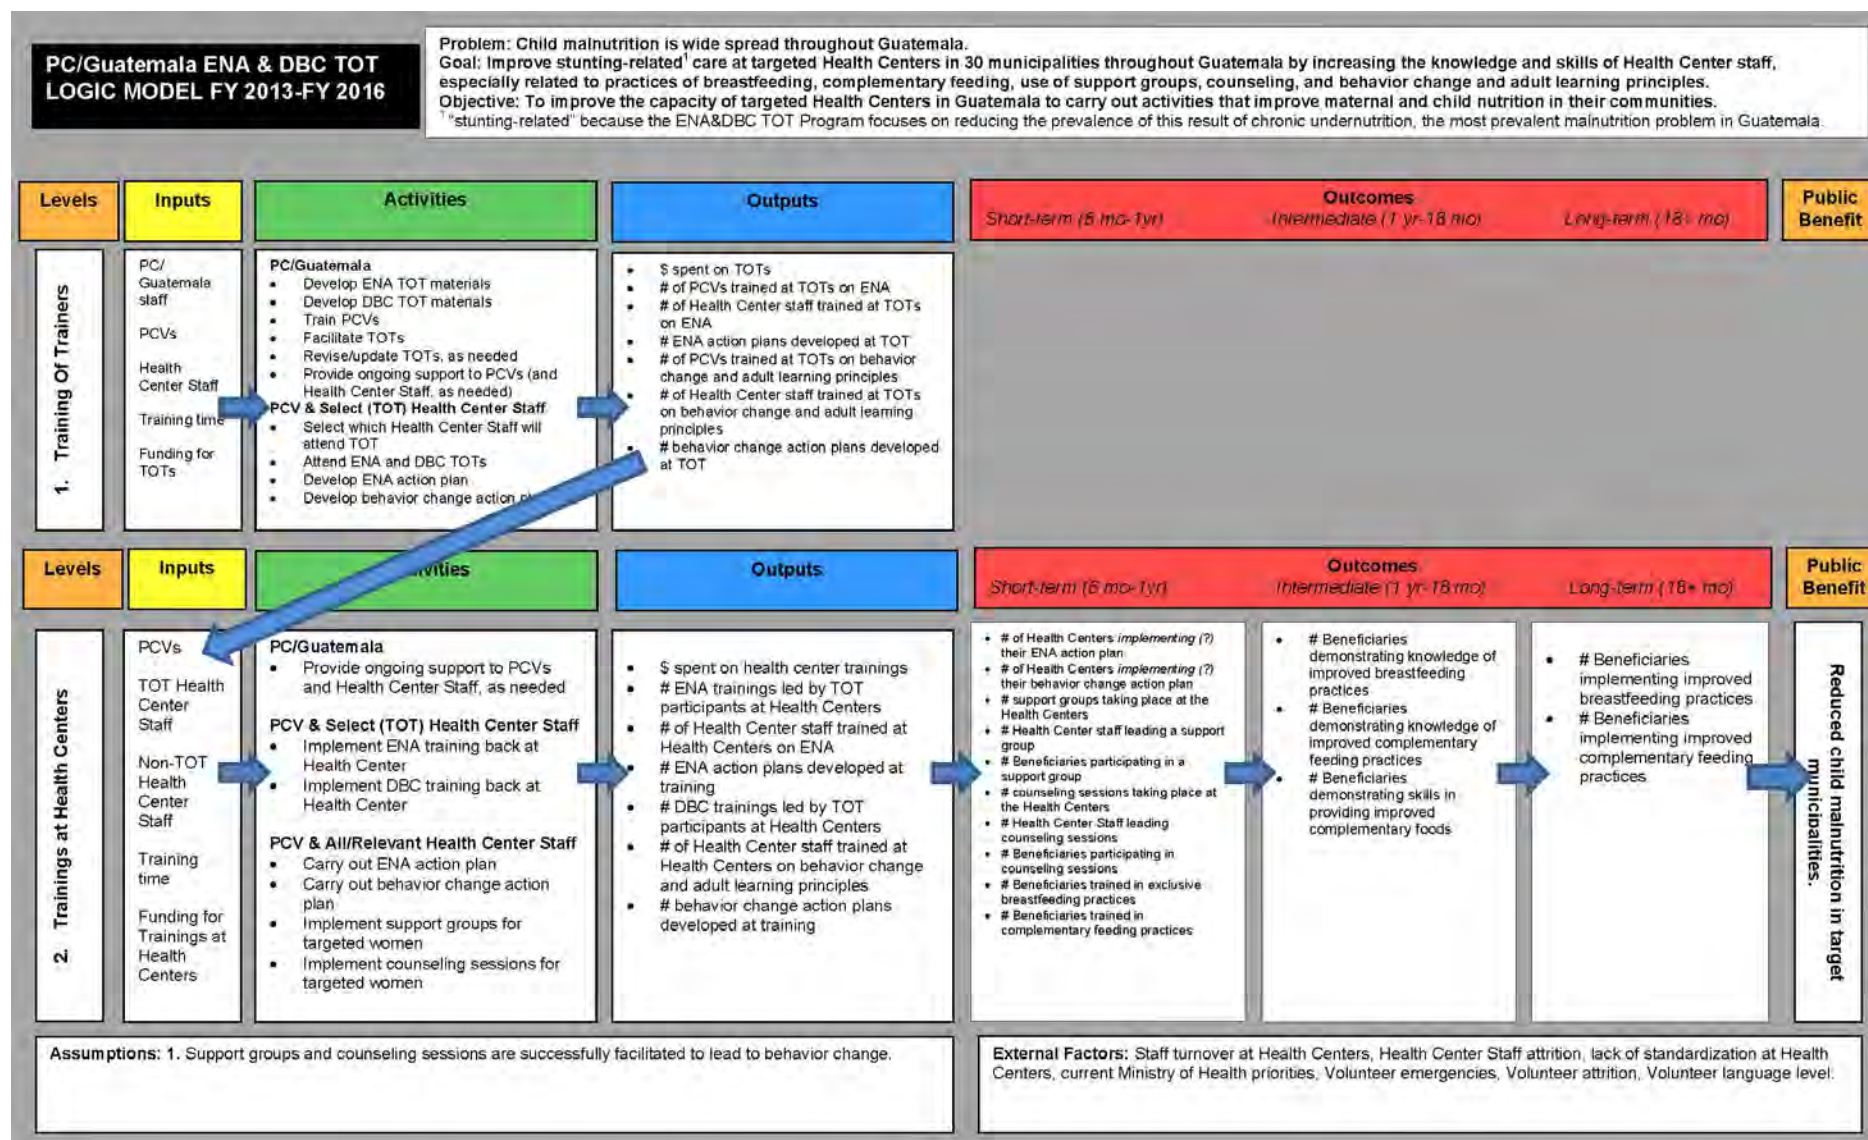 PC/Guatemala ENA & DBC TOT
LOGIC MODEL FY 2013-FY 2016
Problem: Child malnutrition is wide spread throughout Guatemala.
Goal: Improve stunting-related¹ care at targeted Health Centers in 30 municipalities throughout Guatemala by increasing the knowledge and skills of Health Center staff,
especially related to practices of breastfeeding, complementary feeding, use of support groups, counseling, and behavior change and adult learning principles.
Objective: To improve the capacity of targeted Health Centers in Guatemala to carry out activities that improve maternal and child nutrition in their communities.
¹ "stunting-related" because the ENA&DBC TOT Program focuses on reducing the prevalence of this result of chronic undernutrition, the most prevalent malnutrition problem in Guatemala.
Levels
Inputs
Activities
Outputs
Outcomes
Short-term (6 mo-1yr)
Intermediate (1 yr-18 mo)
Long-term (18+ mo)
Public
Benefit
1. Training Of Trainers
PC/
Guatemala
staff
PCVs
Health
Center Staff
Training time
Funding for
TOTs
PC/Guatemala
• Develop ENA TOT materials
• Develop DBC TOT materials
• Train PCVs
• Facilitate TOTs
• Revise/update TOTs, as needed
• Provide ongoing support to PCVs (and
Health Center Staff, as needed)
PCV & Select (TOT) Health Center Staff
• Select which Health Center Staff will
attend TOT
• Attend ENA and DBC TOTs
• Develop ENA action plan
• Develop behavior change action
• $ spent on TOTs
• # of PCVs trained at TOTs on ENA
• # of Health Center staff trained at TOTs
on ENA
• # ENA action plans developed at TOT
• # of PCVs trained at TOTs on behavior
change and adult learning principles
• # of Health Center staff trained at TOTs
on behavior change and adult learning
principles
• # behavior change action plans developed
at TOT
Levels
Inputs
ivities
Outputs
Outcomes
Short-term (6 mo-1yr)
Intermediate (1 yr-18 mo)
Long-term (18+ mo)
Public
Benefit
2. Trainings at Health Centers
PCVs
TOT Health
Center
Staff
Non-TOT
Health
Center
Staff
Training
time
Funding for
Trainings at
Health
Centers
PC/Guatemala
• Provide ongoing support to PCVs
and Health Center Staff, as needed
PCV & Select (TOT) Health Center Staff
• Implement ENA training back at
Health Center
• Implement DBC training back at
Health Center
PCV & All/Relevant Health Center Staff
• Carry out ENA action plan
• Carry out behavior change action
plan
• Implement support groups for
targeted women
• Implement counseling sessions for
targeted women
• $ spent on health center trainings
• # ENA trainings led by TOT
participants at Health Centers
• # of Health Center staff trained at
Health Centers on ENA
• # ENA action plans developed at
training
• # DBC trainings led by TOT
participants at Health Centers
• # of Health Center staff trained at
Health Centers on behavior change
and adult learning principles
• # behavior change action plans
developed at training
• # of Health Centers implementing (?)
their ENA action plan
• # of Health Centers implementing (?)
their behavior change action plan
• # support groups taking place at the
Health Centers
• # Health Center staff leading a support
group
• # Beneficiaries participating in a
support group
• # counseling sessions taking place at
the Health Centers
• # Health Center Staff leading
counseling sessions
• # Beneficiaries participating in
counseling sessions
• # Beneficiaries trained in exclusive
breastfeeding practices
• # Beneficiaries trained in
complementary feeding practices
• # Beneficiaries
demonstrating knowledge of
improved breastfeeding
practices
• # Beneficiaries
demonstrating knowledge of
improved complementary
feeding practices
• # Beneficiaries
demonstrating skills in
providing improved
complementary foods
• # Beneficiaries
implementing improved
breastfeeding practices
• # Beneficiaries
implementing improved
complementary feeding
practices
Reduced child malnutrition in target
municipalities.
Assumptions: 1. Support groups and counseling sessions are successfully facilitated to lead to behavior change.
External Factors: Staff turnover at Health Centers, Health Center Staff attrition, lack of standardization at Health
Centers, current Ministry of Health priorities, Volunteer emergencies, Volunteer attrition, Volunteer language level.